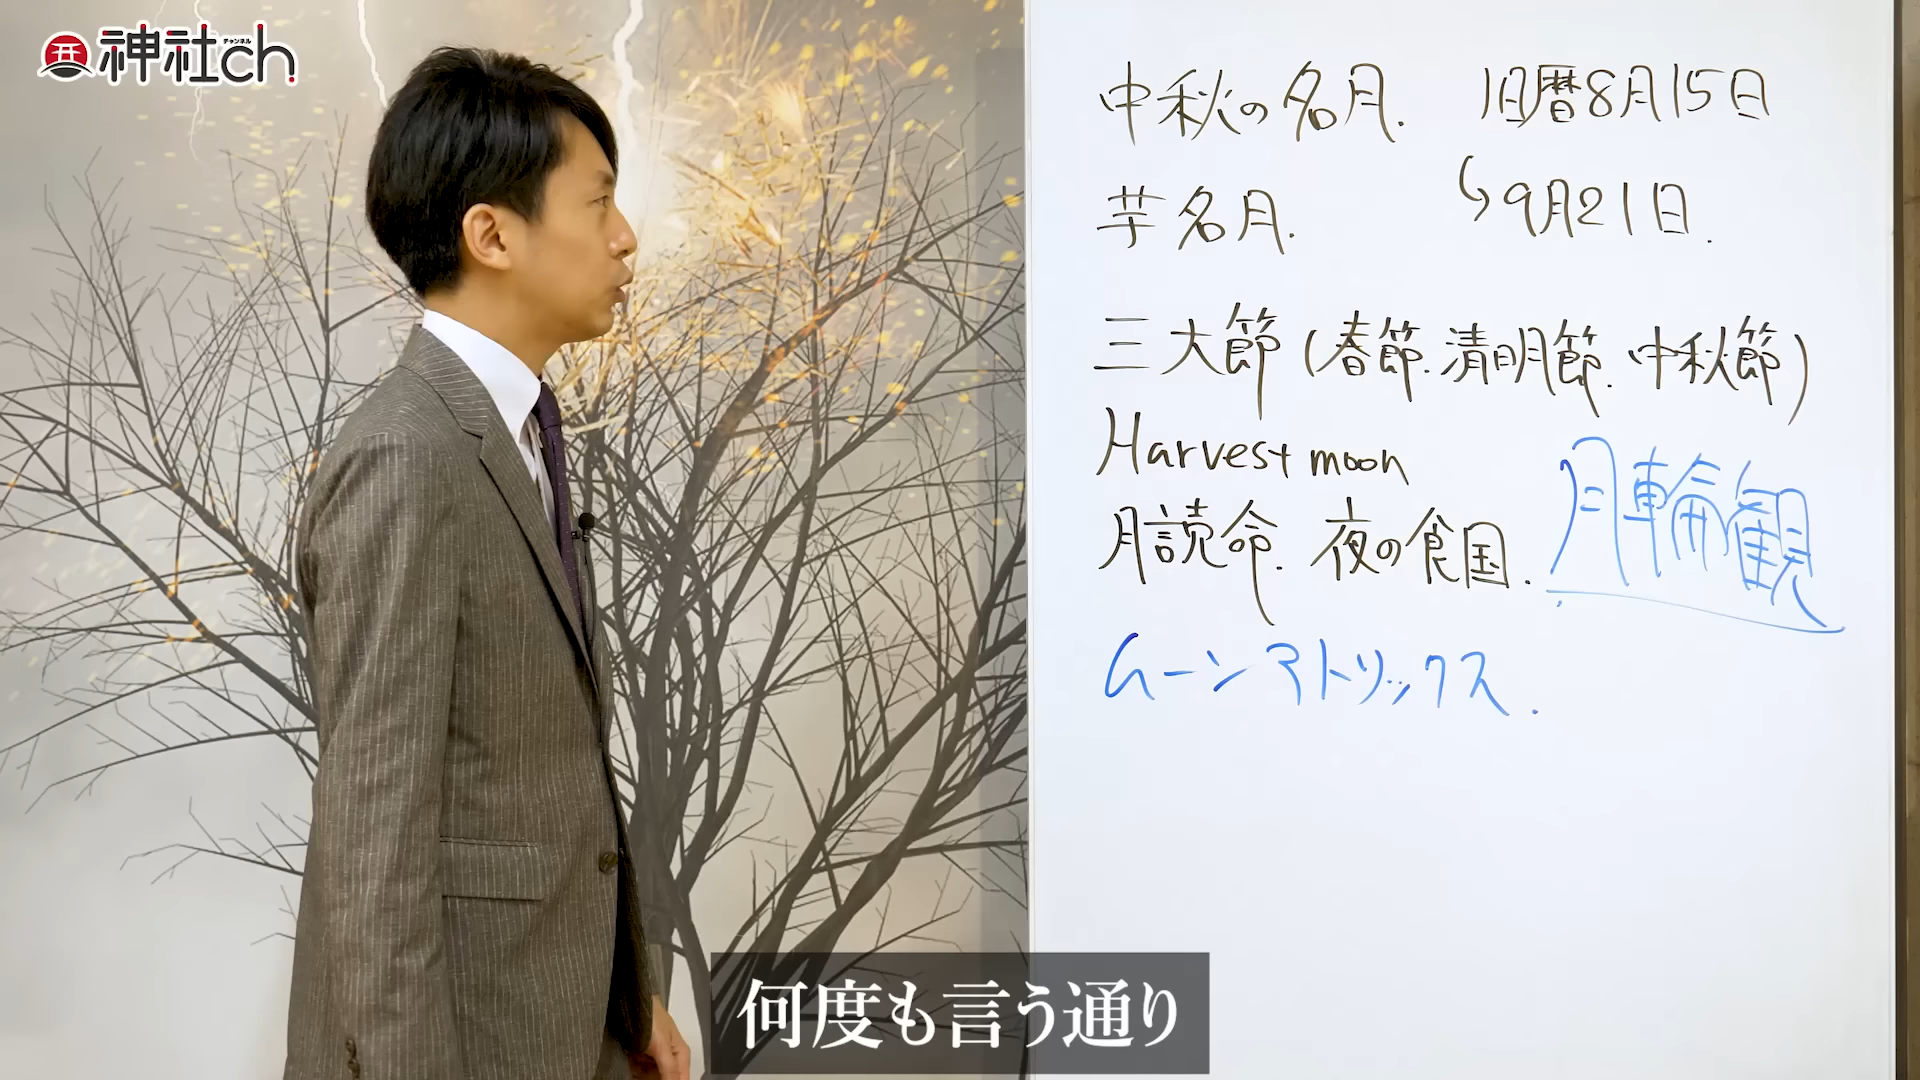 神社ch
チャンネル
中秋の名月. 旧暦8月15日
↪9月21日.
芋名月.
三大節(春節.清明節.中秋節)
Harvest moon
月読命. 夜の食国.
月輪観
ムーンマトリックス.
何度も言う通り